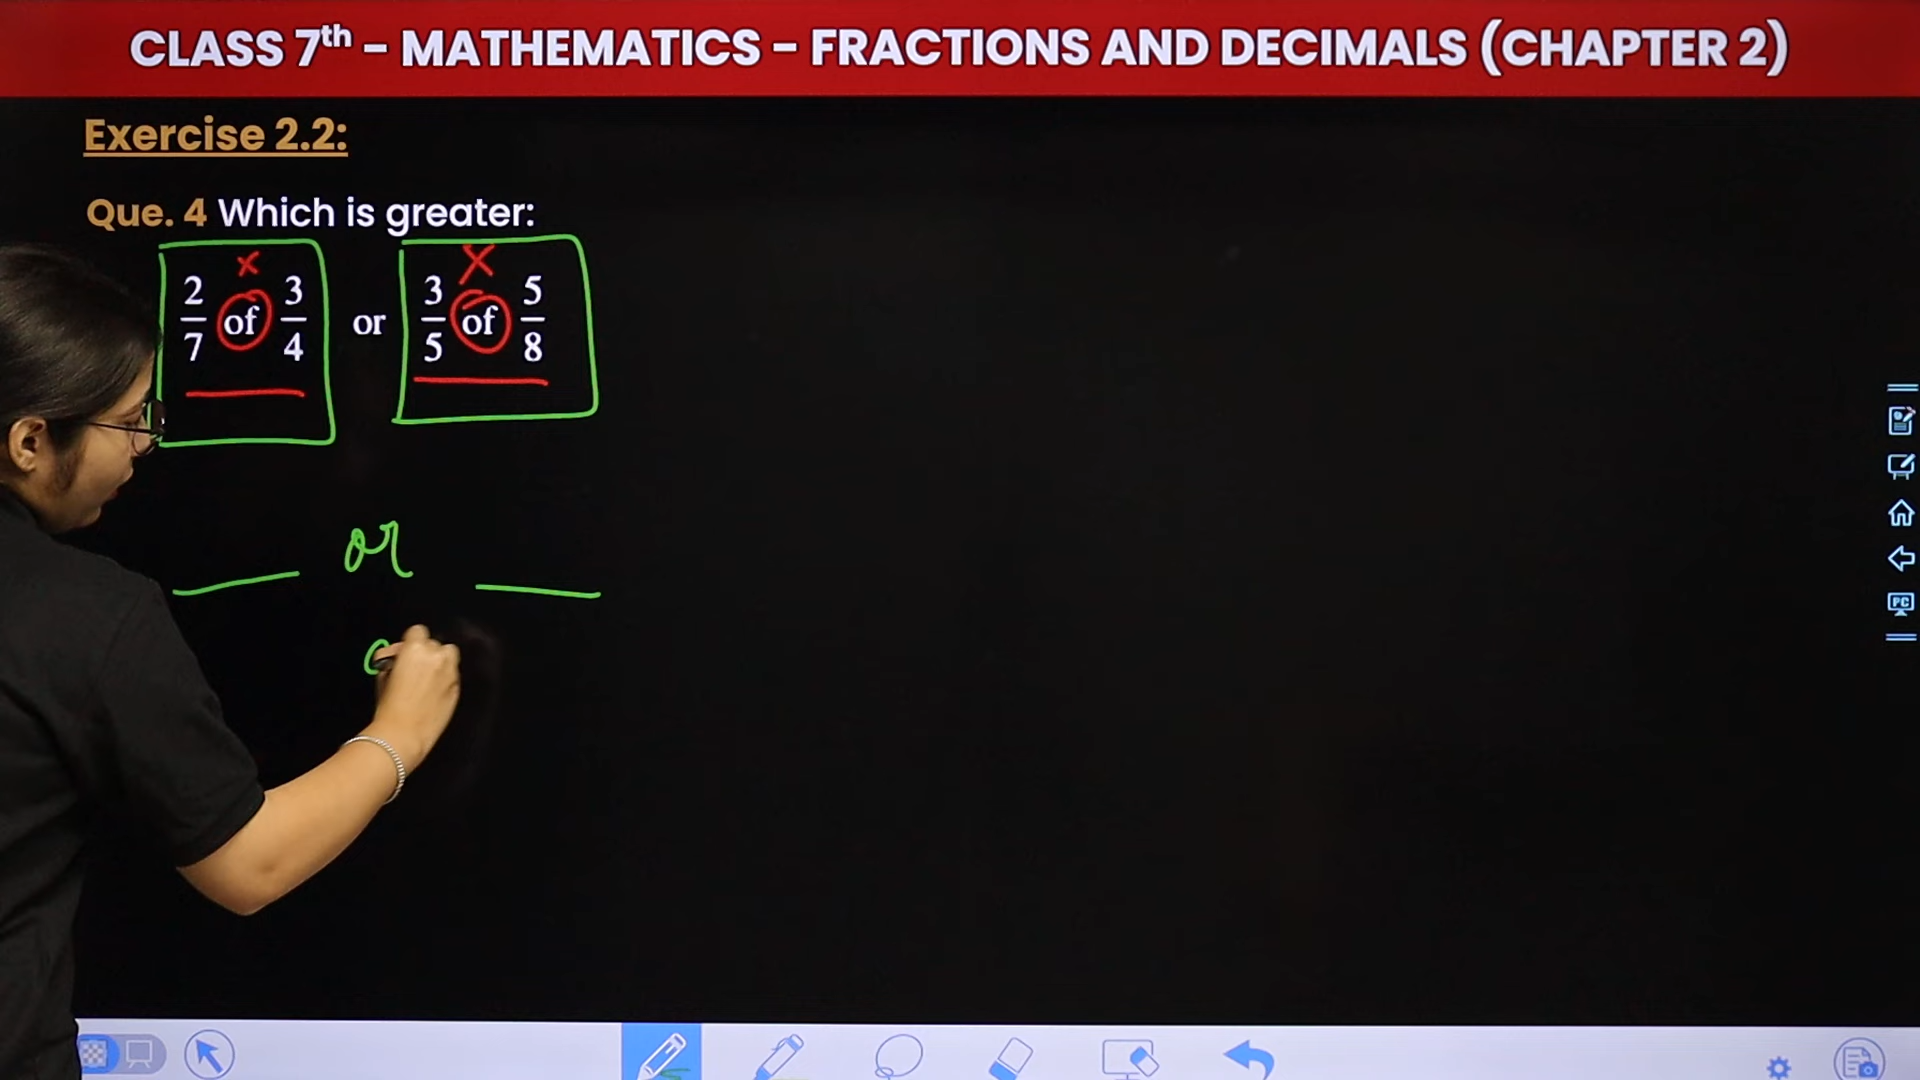 CLASS 7th – MATHEMATICS – FRACTIONS AND DECIMALS (CHAPTER 2)
Exercise 2.2:
Que. 4 Which is greater:
× ×
2/7 of 3/4 or 3/5 of 5/8
or
PC